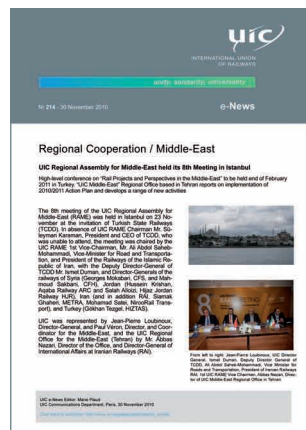 uic
INTERNATIONAL UNION
OF RAILWAYS
unity, solidarity, universality
Nr 214 - 30 November 2010
e-News
Regional Cooperation / Middle-East
UIC Regional Assembly for Middle-East held its 8th Meeting in Istanbul
High-level conference on "Rail Projects and Perspectives in the Middle-East" to be held end of February
2011 in Turkey. "UIC Middle-East" Regional Office based in Tehran reports on implementation of
2010/2011 Action Plan and develops a range of new activities
The 8th meeting of the UIC Regional Assembly for
Middle-East (RAME) was held in Istanbul on 23 No-
vember at the invitation of Turkish State Railways
(TCDD). In absence of UIC RAME Chairman Mr. Sü-
leyman Karaman, President and CEO of TCDD, who
was unable to attend, the meeting was chaired by the
UIC RAME 1st Vice-Chairman, Mr. Ali Abdol Saheb-
Mohammadi, Vice-Minister for Road and Transporta-
tion, and President of the Railways of the Islamic Re-
public of Iran, with the Deputy Director-General of
TCDD Mr. Ismet Duman, and Directors-Generals of the
railways of Syria (Georges Mokabari, CFS, and Mah-
moud Sakbani, CFH), Jordan (Hussein Krishan,
Aqaba Railway ARC and Salah Alloizi, Hijaz Jordan
Railway HJR), Iran (and in addition RAI, Siamak
Ghaheri, METRA, Mohamad Satei, NirooRail Trans-
port), and Turkey (Gökhan Tezgel, HIZTAS).
UIC was represented by Jean-Pierre Loubinoux,
Director-General, and Paul Véron, Director, and Coor-
dinator for the Middle-East, and the UIC Regional
Office for the Middle-East (Tehran) by Mr. Abbas
Nazari, Director of the Office, and Director-General of
International Affairs at Iranian Railways (RAI).
From left to right: Jean-Pierre Loubinoux, UIC Director
General, Ismet Duman, Deputy Director General of
TCDD, Ali Abdol Saheb-Mohammadi, Vice Minister for
Roads and Transportation, President of Iranian Railways
RAI, 1st UIC RAME Vice Chairman, Abbas Nazari, Direc-
tor of UIC Middle-East Regional Office in Tehran
UIC e-News Editor: Marie Plaud
UIC Communications Department, Paris, 30 November 2010